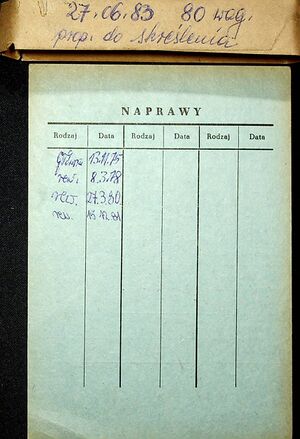 27.06.83 80 wag.
prop. do skreślenia
NAPRAWY
Rodzaj Data Rodzaj Data Rodzaj Data
Główna 13.11.75
rew. 8.3.78
rew. 27.3.80.
rew.